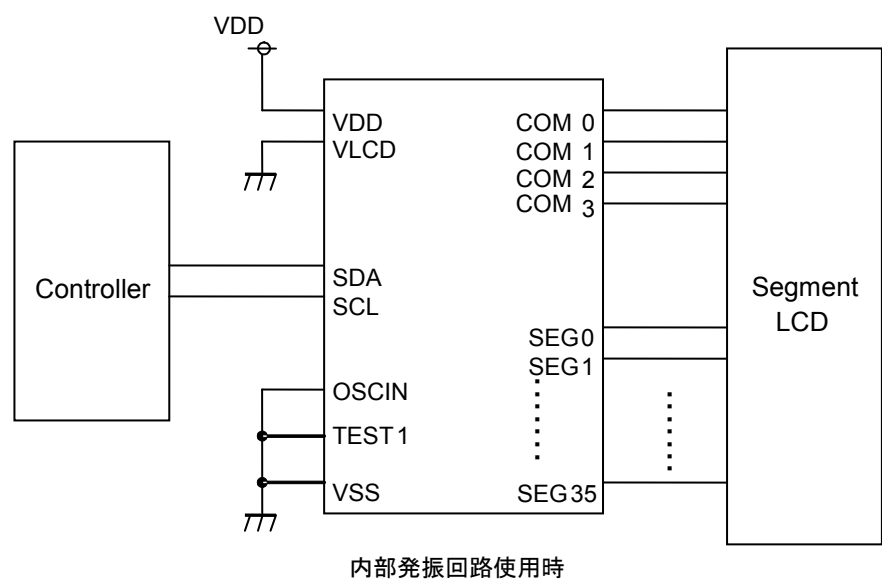 VDD
VDD
VLCD
COM 0
COM 1
COM 2
COM 3
Controller
SDA
SCL
Segment
LCD
SEG0
SEG1
OSCIN
TEST1
VSS
SEG35
内部発振回路使用時